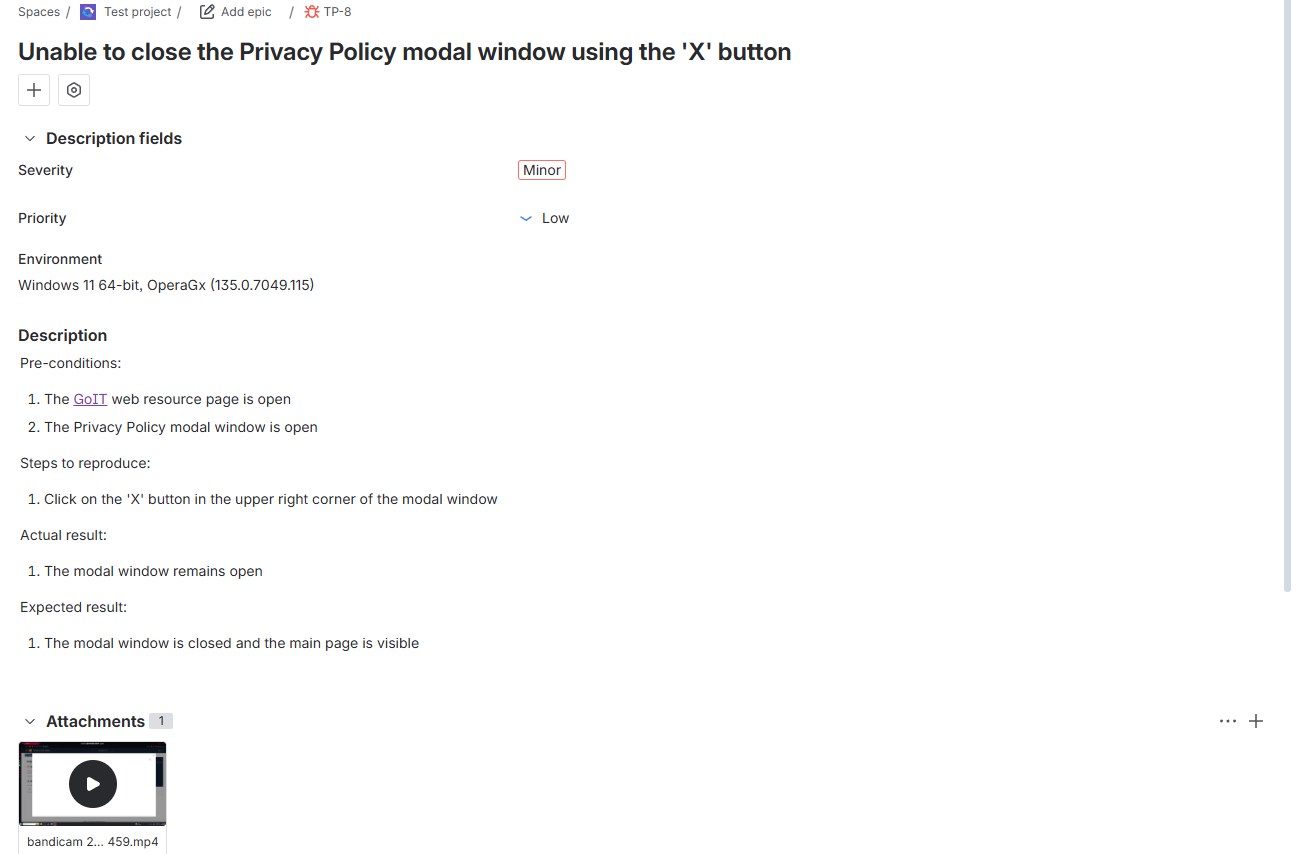 Spaces / Test project / Add epic / TP-8
Unable to close the Privacy Policy modal window using the 'X' button
Description fields
Severity Minor
Priority Low
Environment
Windows 11 64-bit, OperaGx (135.0.7049.115)
Description
Pre-conditions:
1. The GoIT web resource page is open
2. The Privacy Policy modal window is open
Steps to reproduce:
1. Click on the 'X' button in the upper right corner of the modal window
Actual result:
1. The modal window remains open
Expected result:
1. The modal window is closed and the main page is visible
Attachments 1
bandicam 2... 459.mp4